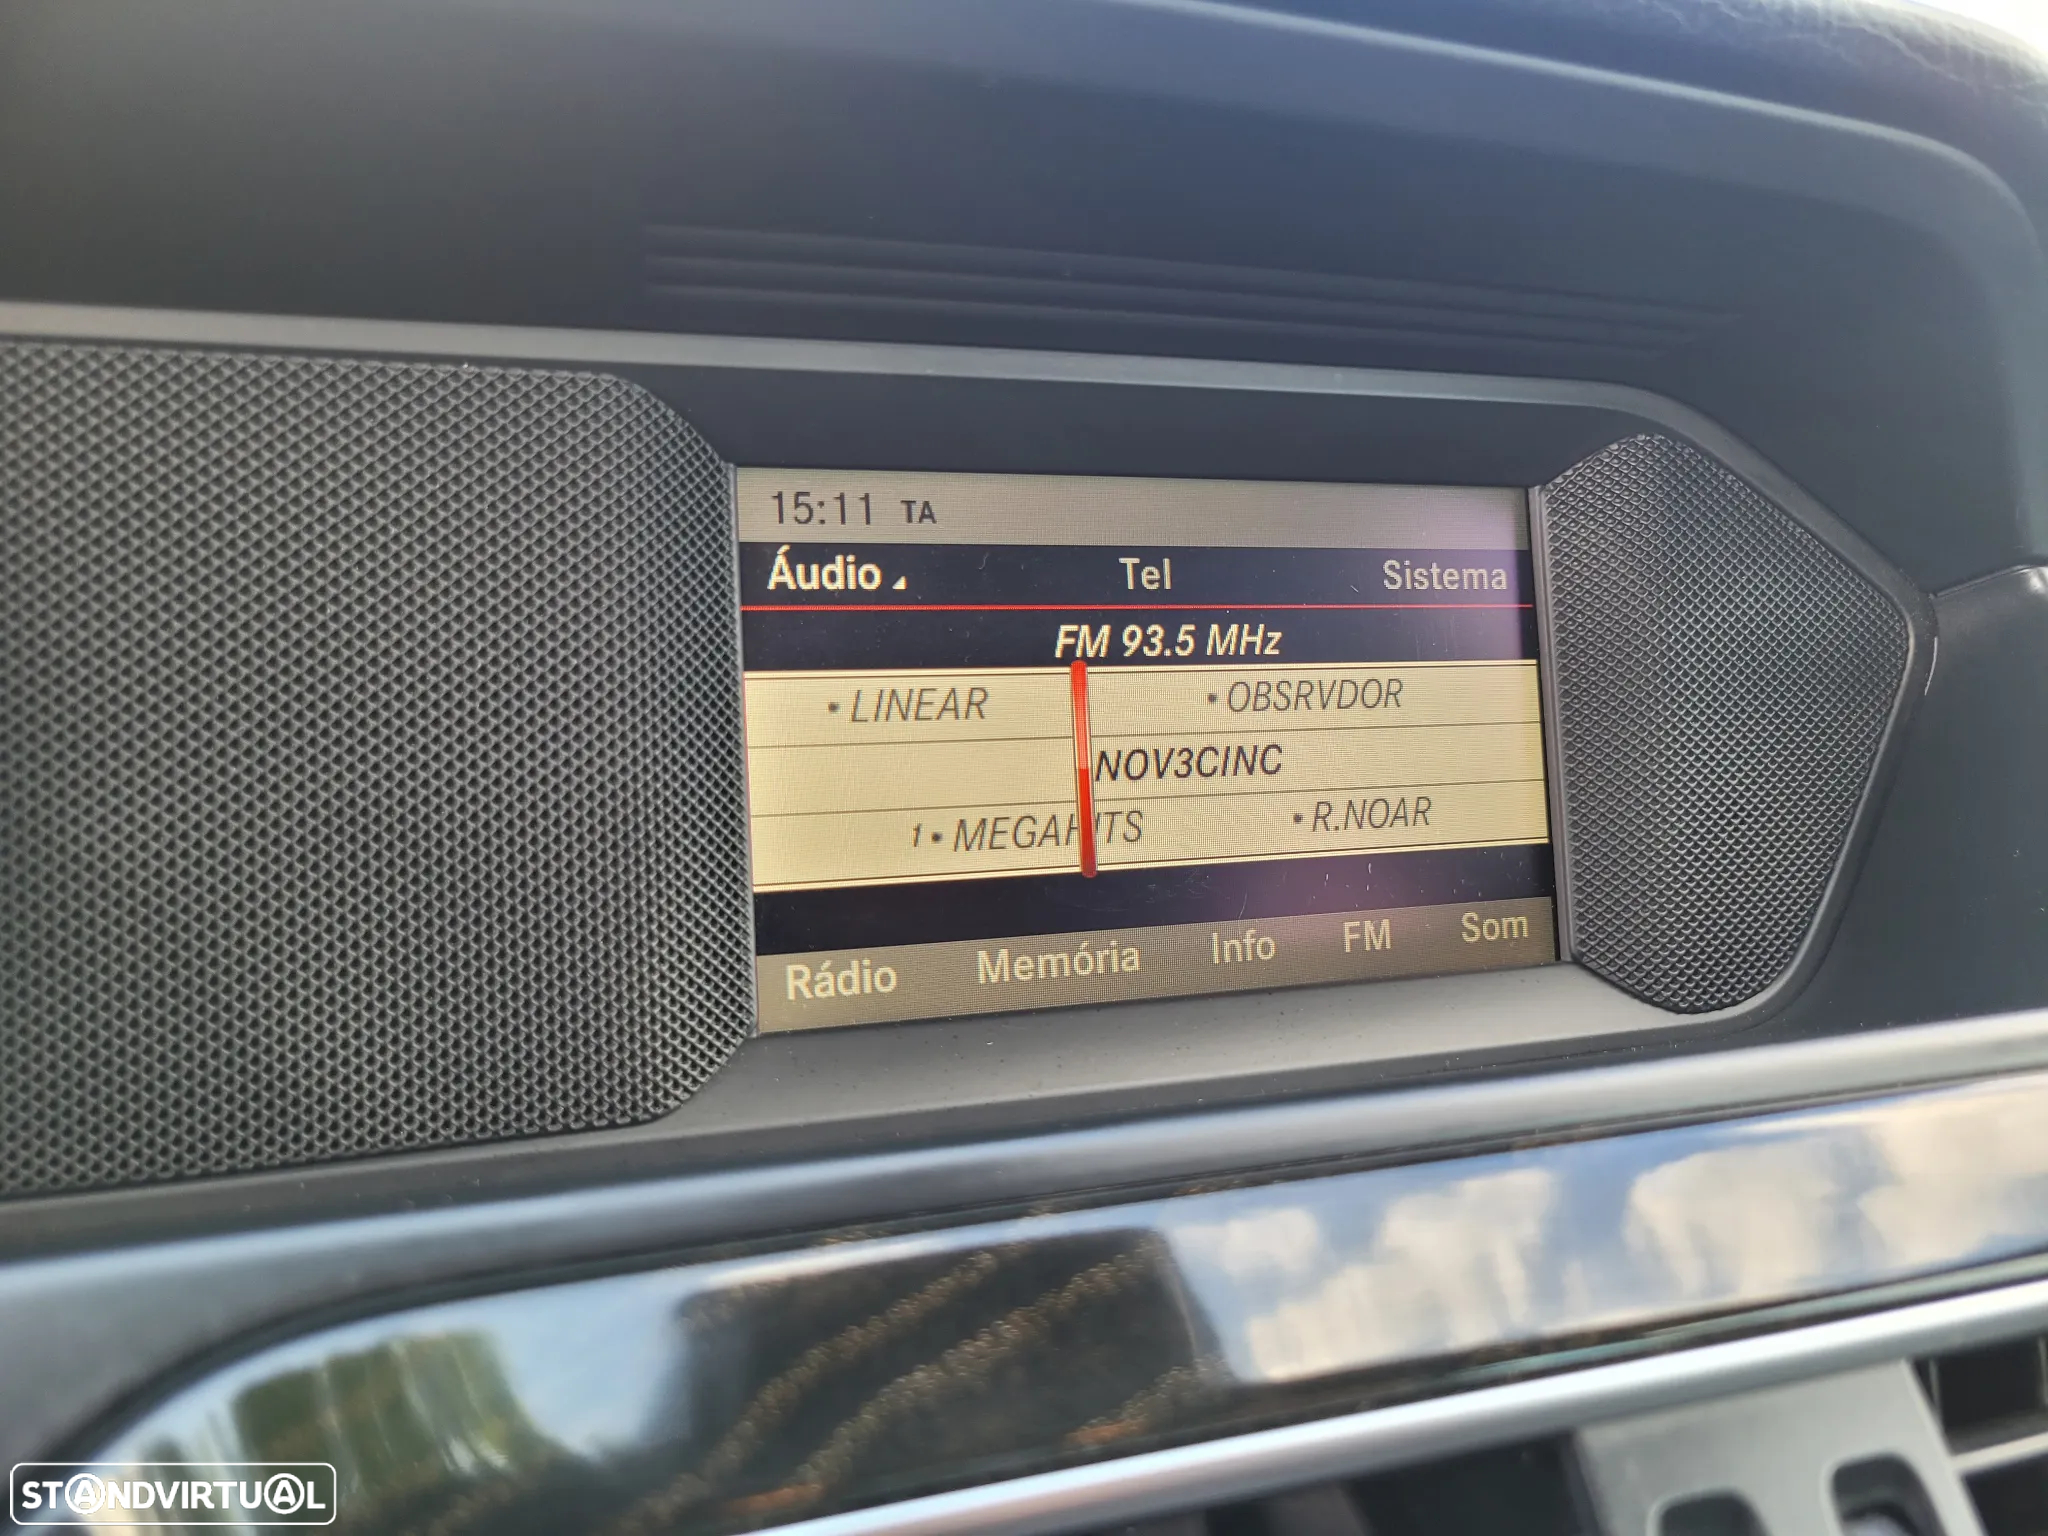 15:11 TA
Áudio Tel Sistema
FM 93.5 MHz
• LINEAR • OBSRVDOR
NOV3CINC
1 • MEGAHITS • R.NOAR
Rádio Memória Info FM Som
STANDVIRTUAL